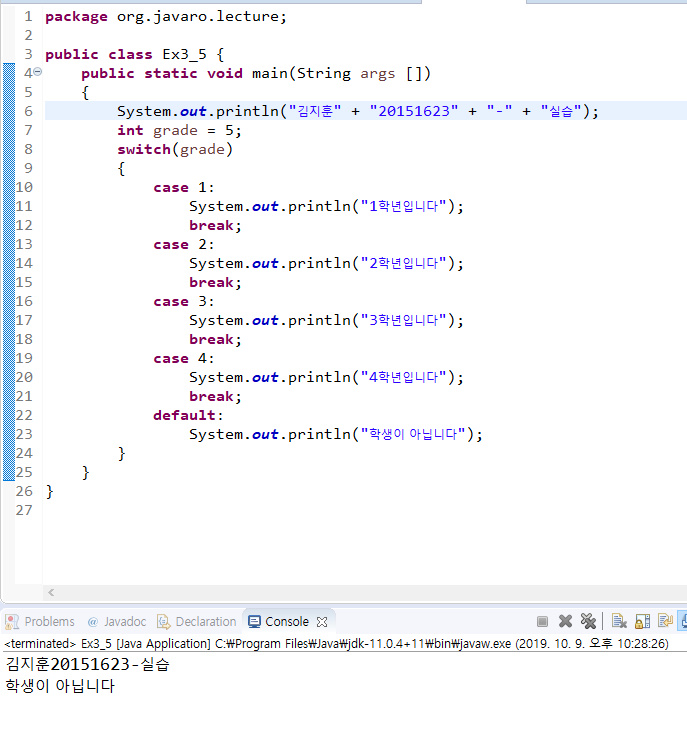 1 package org.javaro.lecture;
2
3 public class Ex3_5 {
4 public static void main(String args [])
5 {
6 System.out.println("김지훈" + "20151623" + "-" + "실습");
7 int grade = 5;
8 switch(grade)
9 {
10 case 1:
11 System.out.println("1학년입니다");
12 break;
13 case 2:
14 System.out.println("2학년입니다");
15 break;
16 case 3:
17 System.out.println("3학년입니다");
18 break;
19 case 4:
20 System.out.println("4학년입니다");
21 break;
22 default:
23 System.out.println("학생이 아닙니다");
24 }
25 }
26 }
27
Problems @ Javadoc Declaration Console
<terminated> Ex3_5 [Java Application] C:₩Program Files₩Java₩jdk-11.0.4+11₩bin₩javaw.exe (2019. 10. 9. 오후 10:28:26)
김지훈20151623-실습
학생이 아닙니다